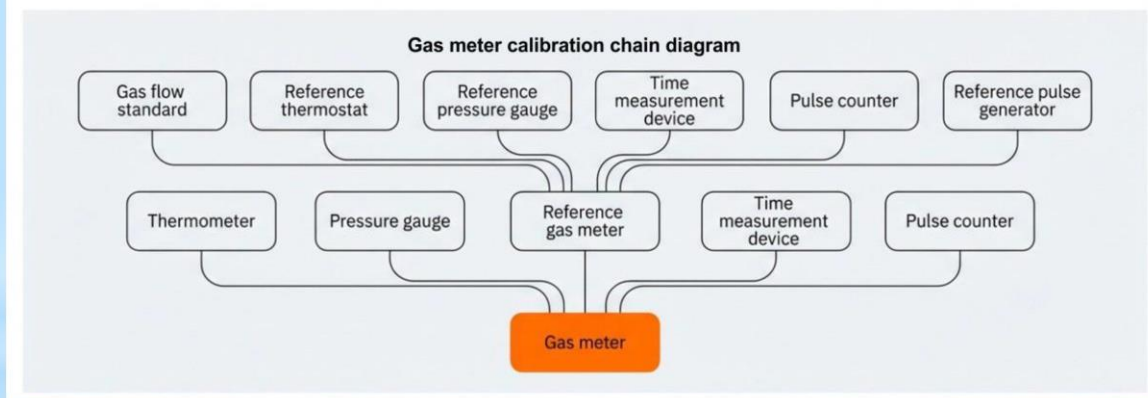 Gas meter calibration chain diagram
Gas flow
standard
Reference
thermostat
Reference
pressure gauge
Time
measurement
device
Pulse counter
Reference pulse
generator
Thermometer
Pressure gauge
Reference
gas meter
Time
measurement
device
Pulse counter
Gas meter